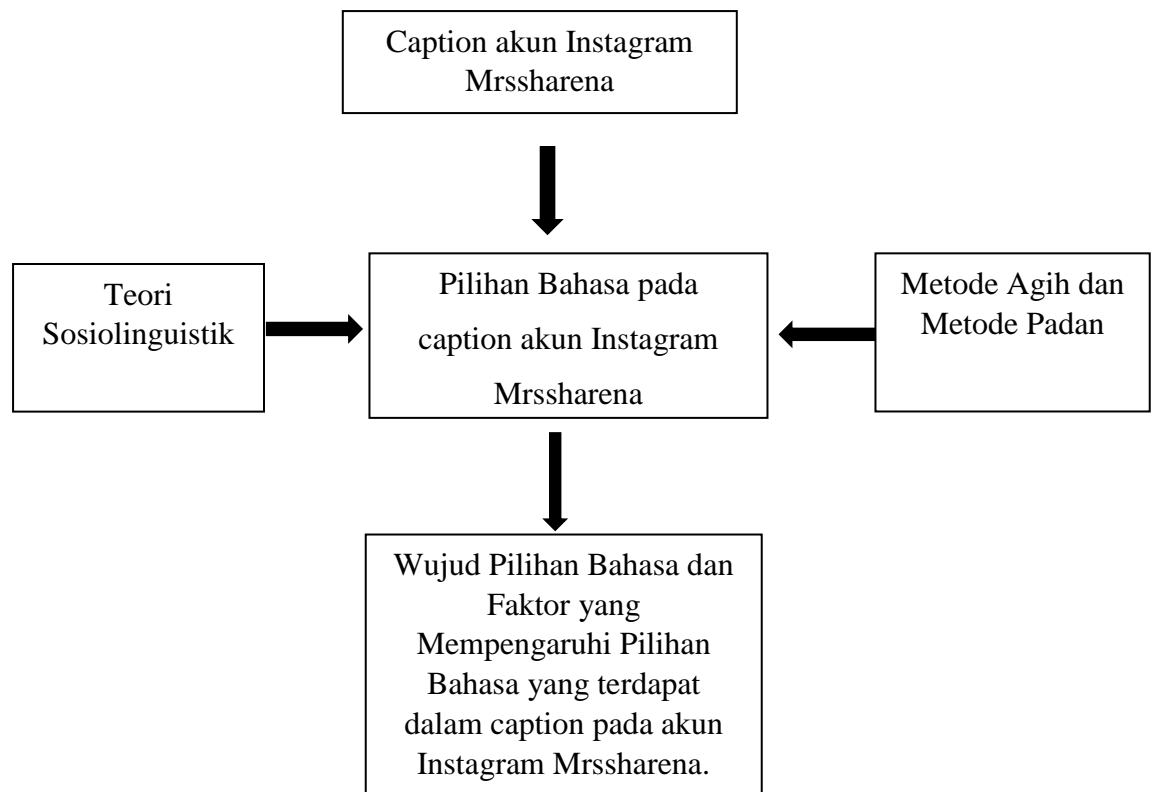 Caption akun Instagram
Mrssharena
Teori
Sosiolinguistik
Pilihan Bahasa pada
caption akun Instagram
Mrssharena
Metode Agih dan
Metode Padan
Wujud Pilihan Bahasa dan
Faktor yang
Mempengaruhi Pilihan
Bahasa yang terdapat
dalam caption pada akun
Instagram Mrssharena.